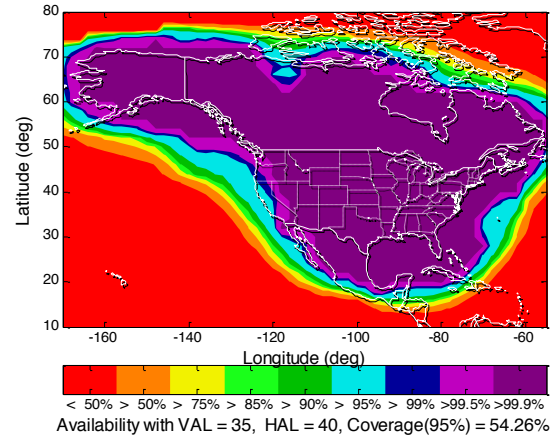 80
70
60
50
40
30
20
10
Latitude (deg)
-160 -140 -120 -100 -80 -60
Longitude (deg)
< 50% > 50% > 75% > 85% > 90% > 95% > 99% >99.5% >99.9%
Availability with VAL = 35, HAL = 40, Coverage(95%) = 54.26%